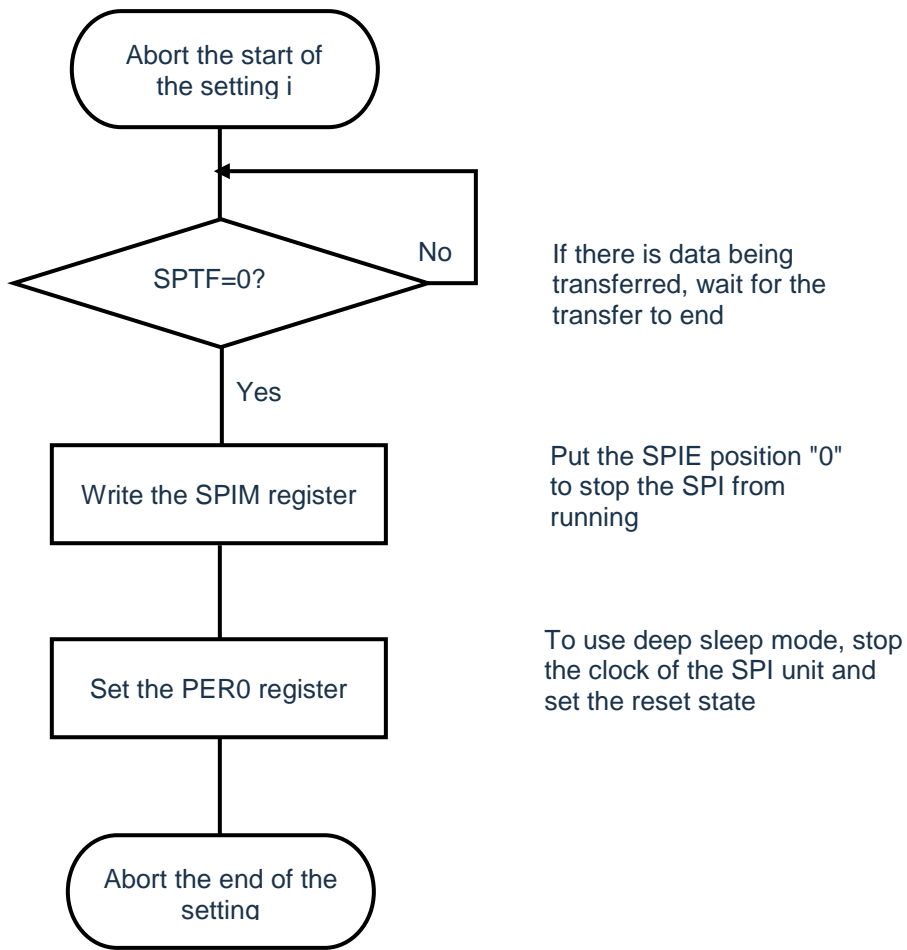 Abort the start of
the setting i
No
SPTF=0?
If there is data being
transferred, wait for the
transfer to end
Yes
Put the SPIE position "0"
to stop the SPI from
running
Write the SPIM register
To use deep sleep mode, stop
the clock of the SPI unit and
set the reset state
Set the PER0 register
Abort the end of the
setting